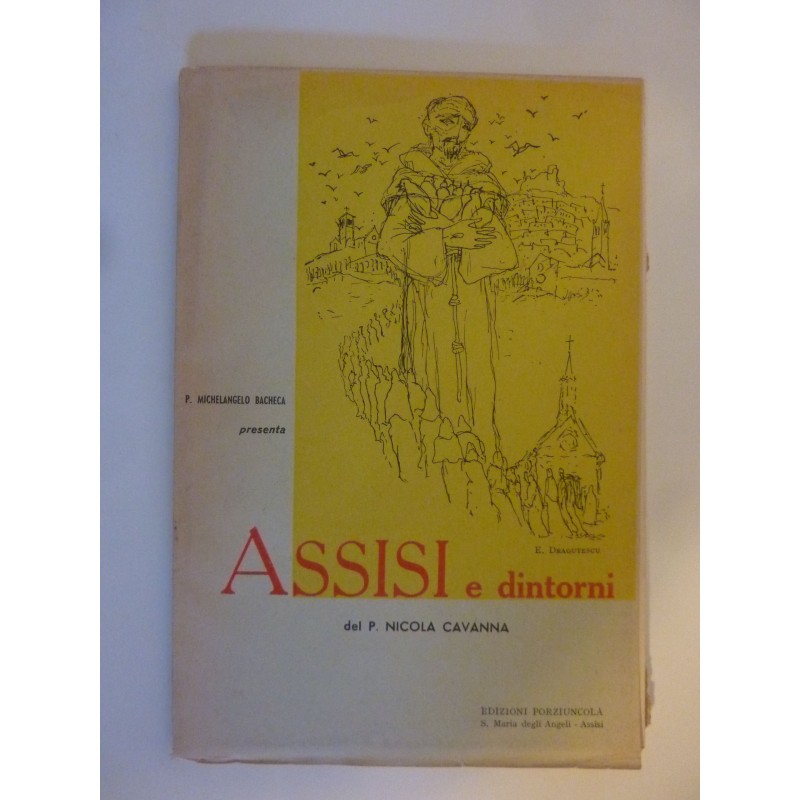 P. MICHELANGELO BACHECA
presenta
E. DRAGUTESCU
ASSISI e dintorni
del P. NICOLA CAVANNA
EDIZIONI PORZIUNCOLA
S. Maria degli Angeli - Assisi